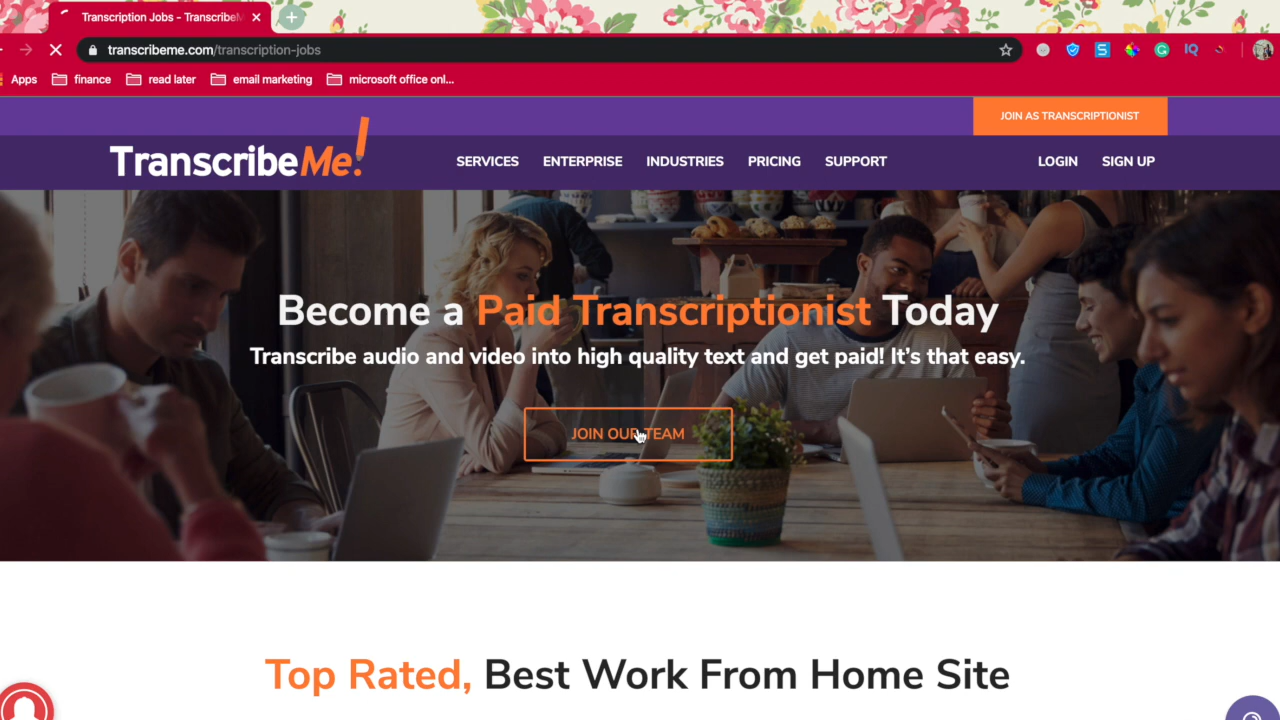 Transcription Jobs - Transcribe
transcribeme.com/transcription-jobs
Apps finance read later email marketing microsoft office onl...
JOIN AS TRANSCRIPTIONIST
TranscribeMe!
SERVICES ENTERPRISE INDUSTRIES PRICING SUPPORT LOGIN SIGN UP
Become a Paid Transcriptionist Today
Transcribe audio and video into high quality text and get paid! It's that easy.
JOIN OUR TEAM
Top Rated, Best Work From Home Site